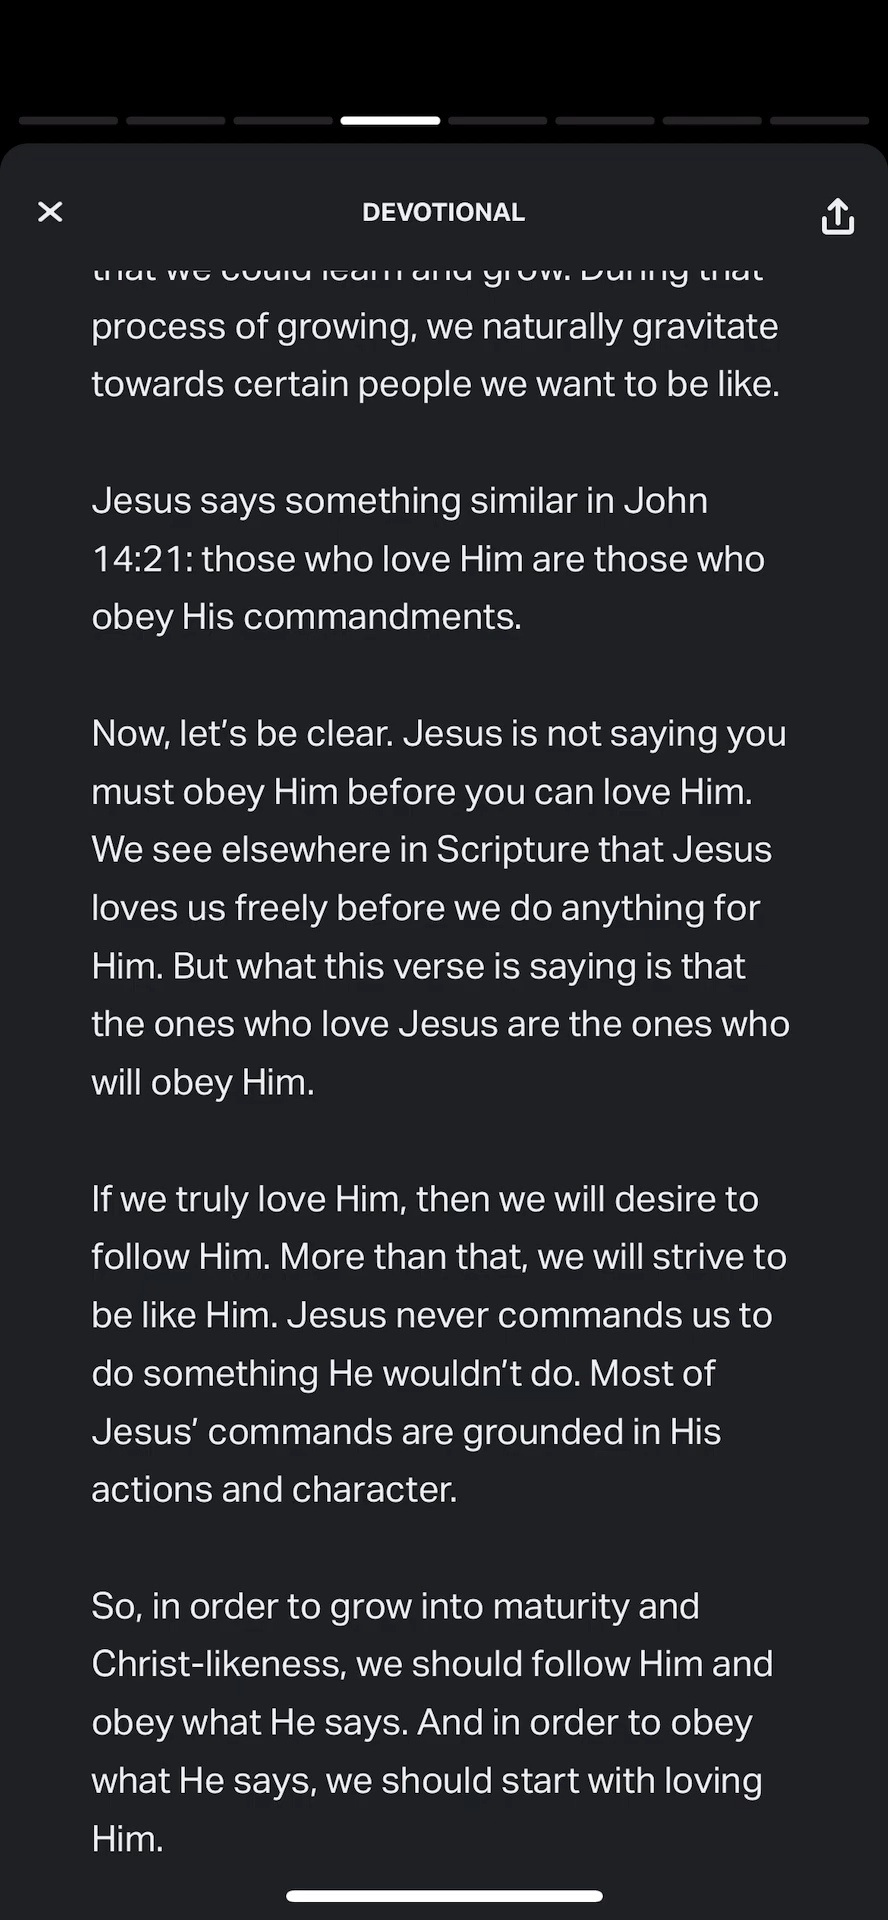 DEVOTIONAL
that we could learn and grow. During that
process of growing, we naturally gravitate
towards certain people we want to be like.
Jesus says something similar in John
14:21: those who love Him are those who
obey His commandments.
Now, let’s be clear. Jesus is not saying you
must obey Him before you can love Him.
We see elsewhere in Scripture that Jesus
loves us freely before we do anything for
Him. But what this verse is saying is that
the ones who love Jesus are the ones who
will obey Him.
If we truly love Him, then we will desire to
follow Him. More than that, we will strive to
be like Him. Jesus never commands us to
do something He wouldn’t do. Most of
Jesus’ commands are grounded in His
actions and character.
So, in order to grow into maturity and
Christ-likeness, we should follow Him and
obey what He says. And in order to obey
what He says, we should start with loving
Him.